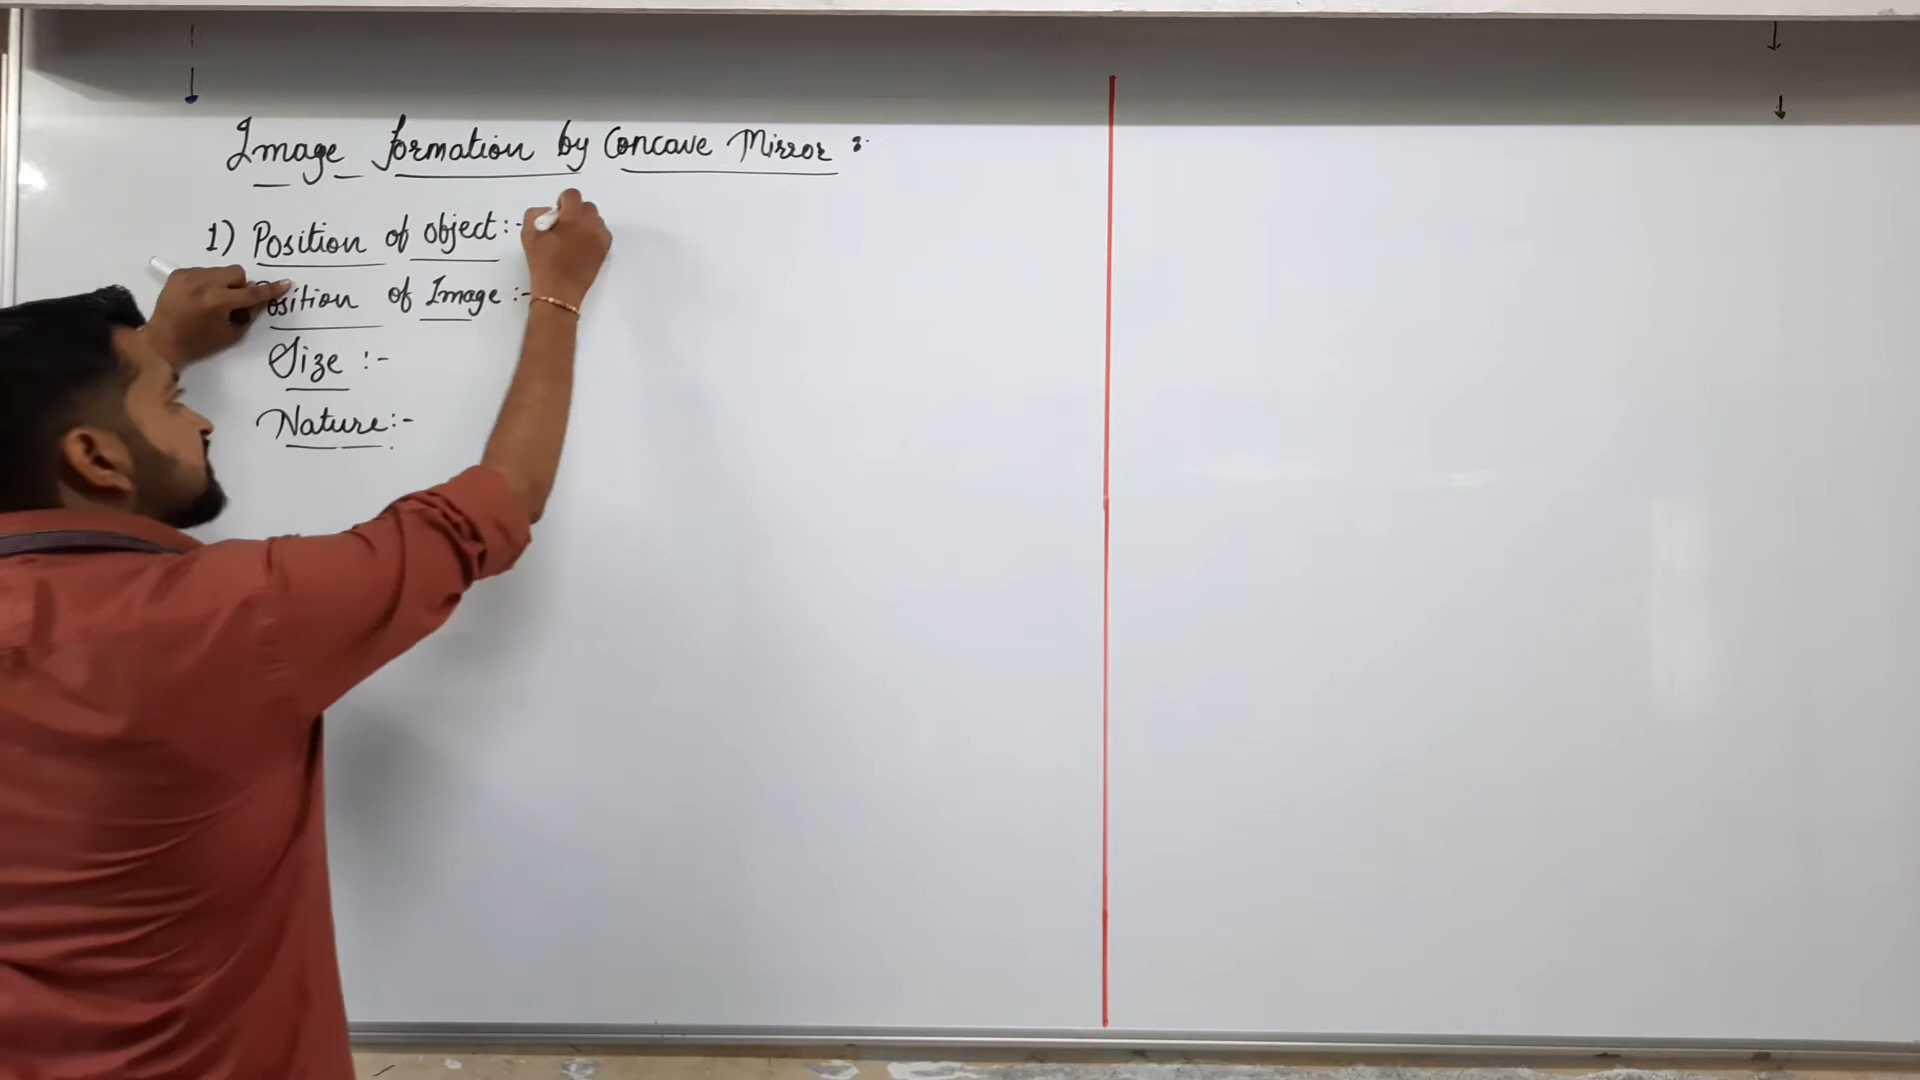 Image formation by Concave Mirror :-
1) Position of object :-
Position of Image :-
Size :-
Nature :-